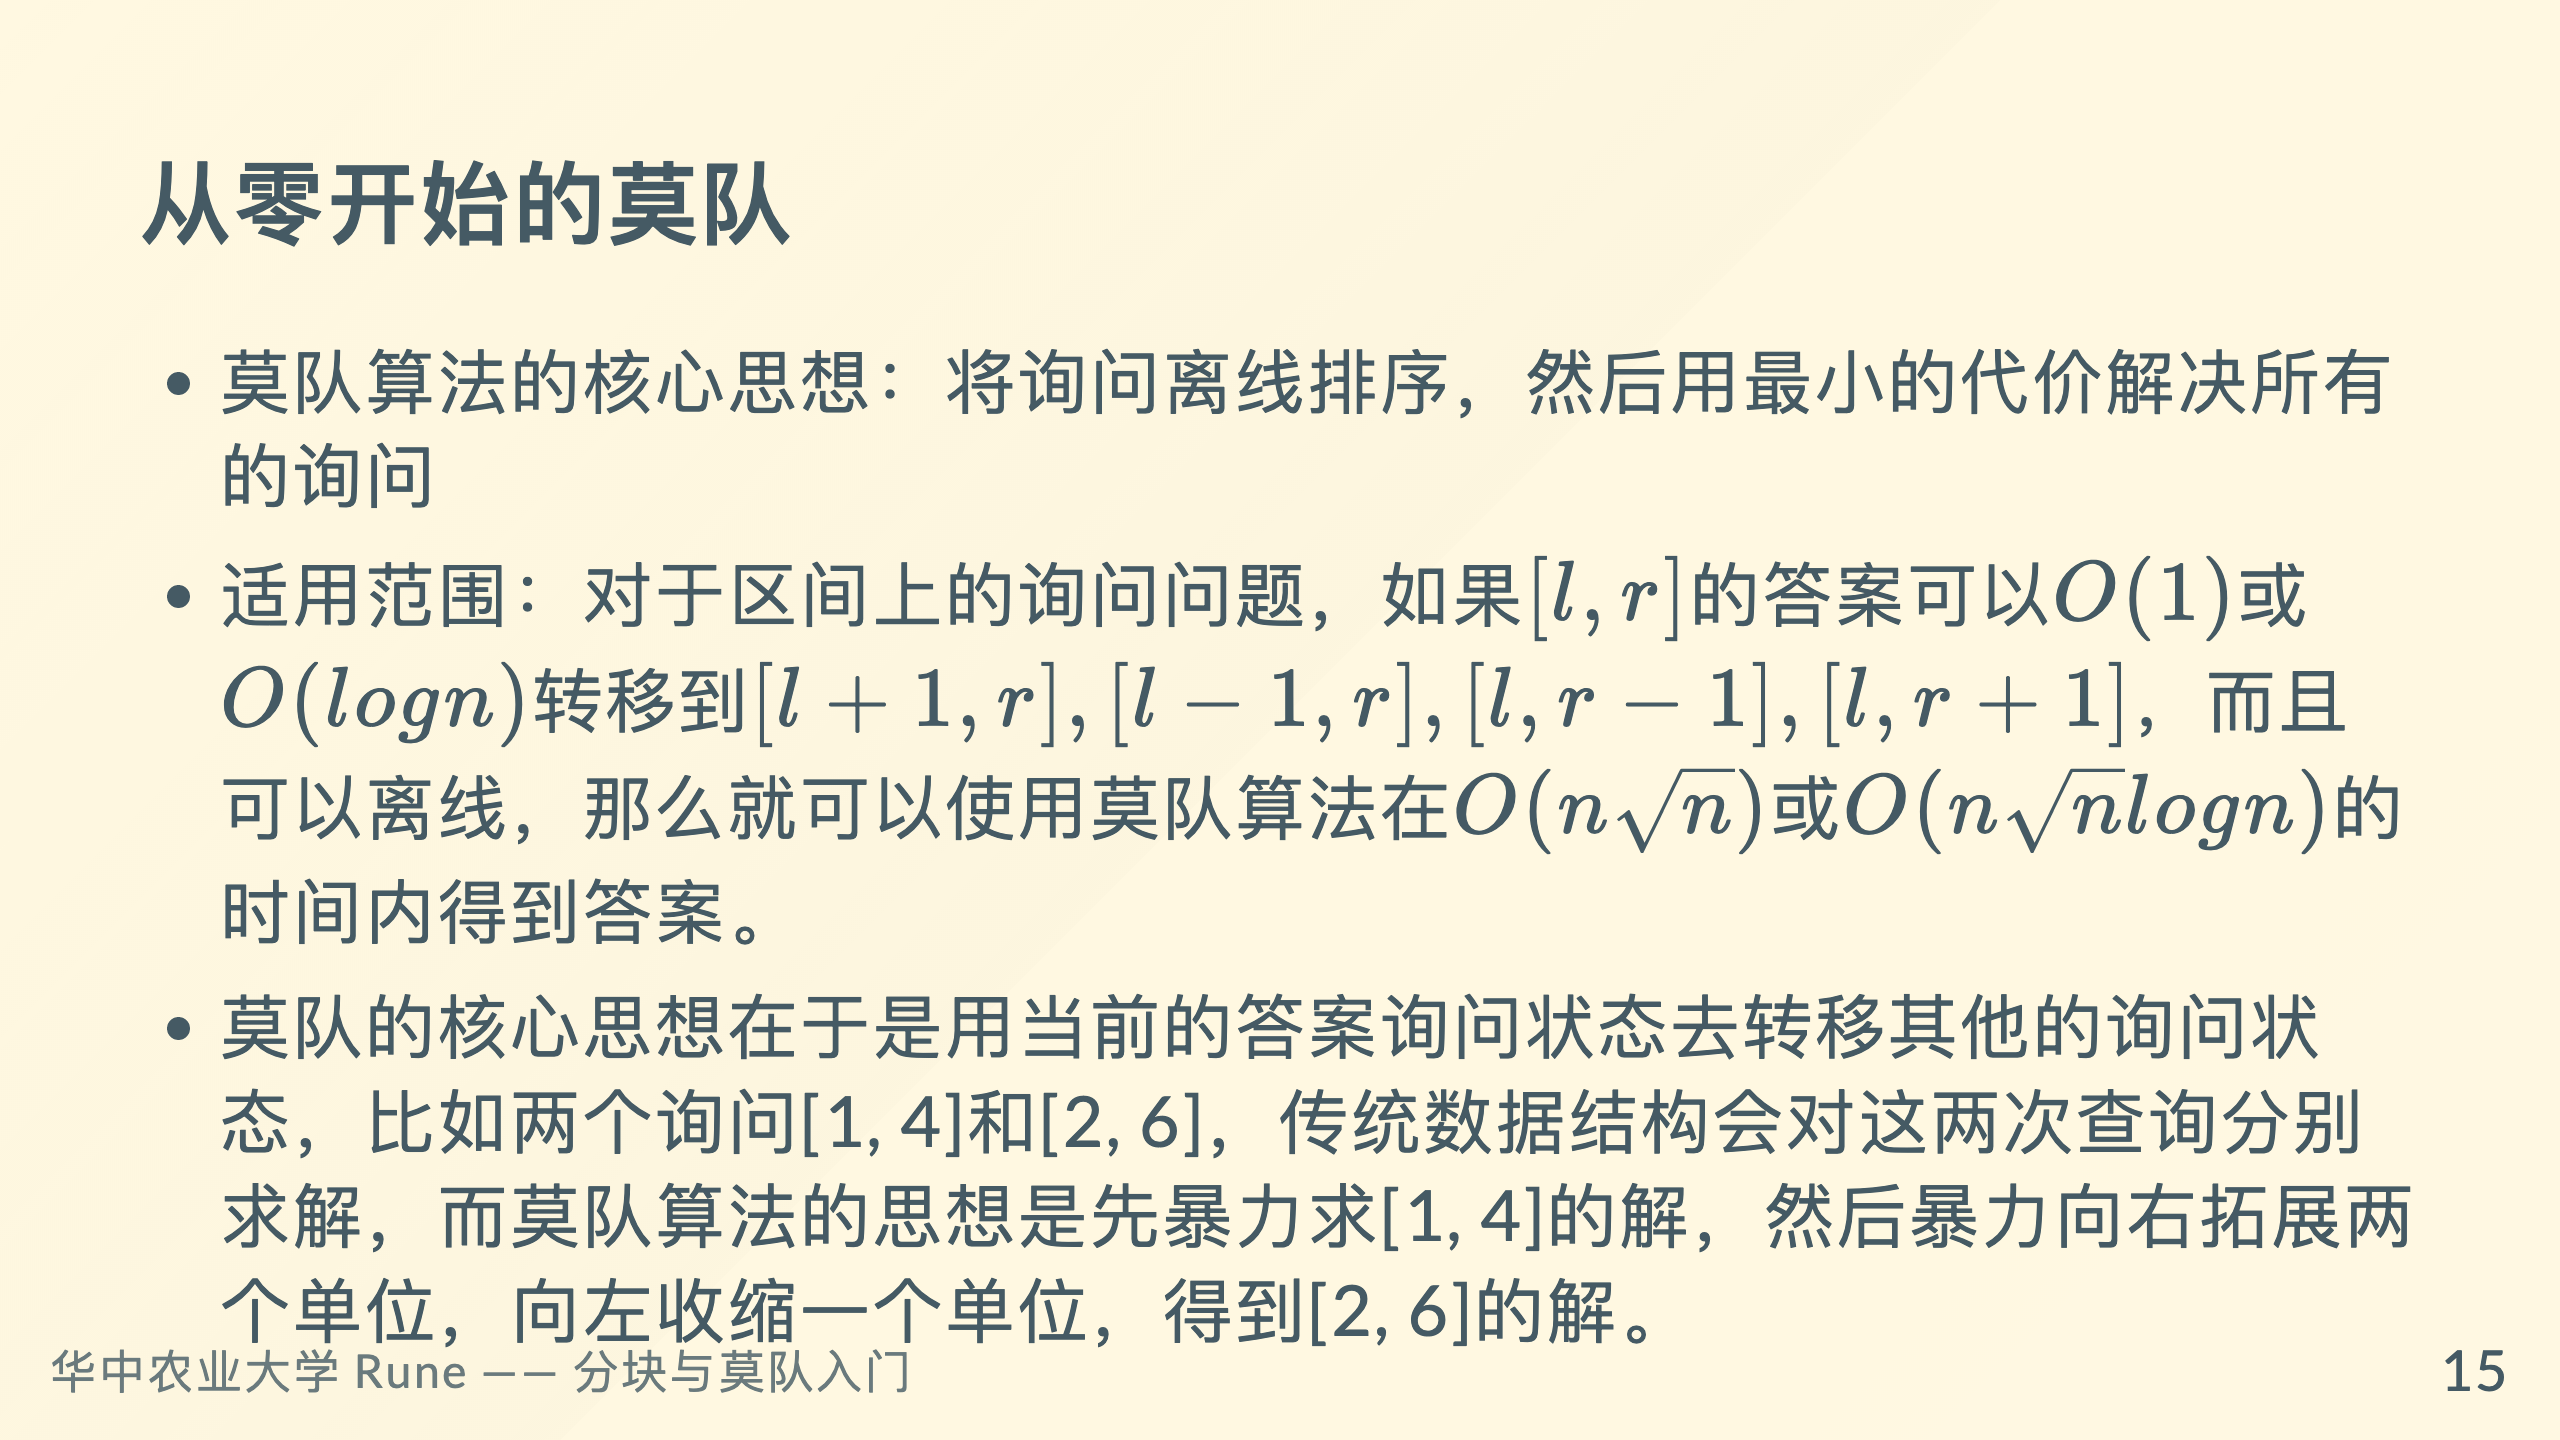 从零开始的莫队
• 莫队算法的核心思想：将询问离线排序，然后用最小的代价解决所有
的询问
• 适用范围：对于区间上的询问问题，如果[l, r]的答案可以O(1)或
O(logn)转移到[l + 1, r], [l − 1, r], [l, r − 1], [l, r + 1]，而且
可以离线，那么就可以使用莫队算法在O(n√n)或O(n√nlogn)的
时间内得到答案。
• 莫队的核心思想在于是用当前的答案询问状态去转移其他的询问状
态，比如两个询问[1, 4]和[2, 6]，传统数据结构会对这两次查询分别
求解，而莫队算法的思想是先暴力求[1, 4]的解，然后暴力向右拓展两
个单位，向左收缩一个单位，得到[2, 6]的解。
华中农业大学 Rune —— 分块与莫队入门
15